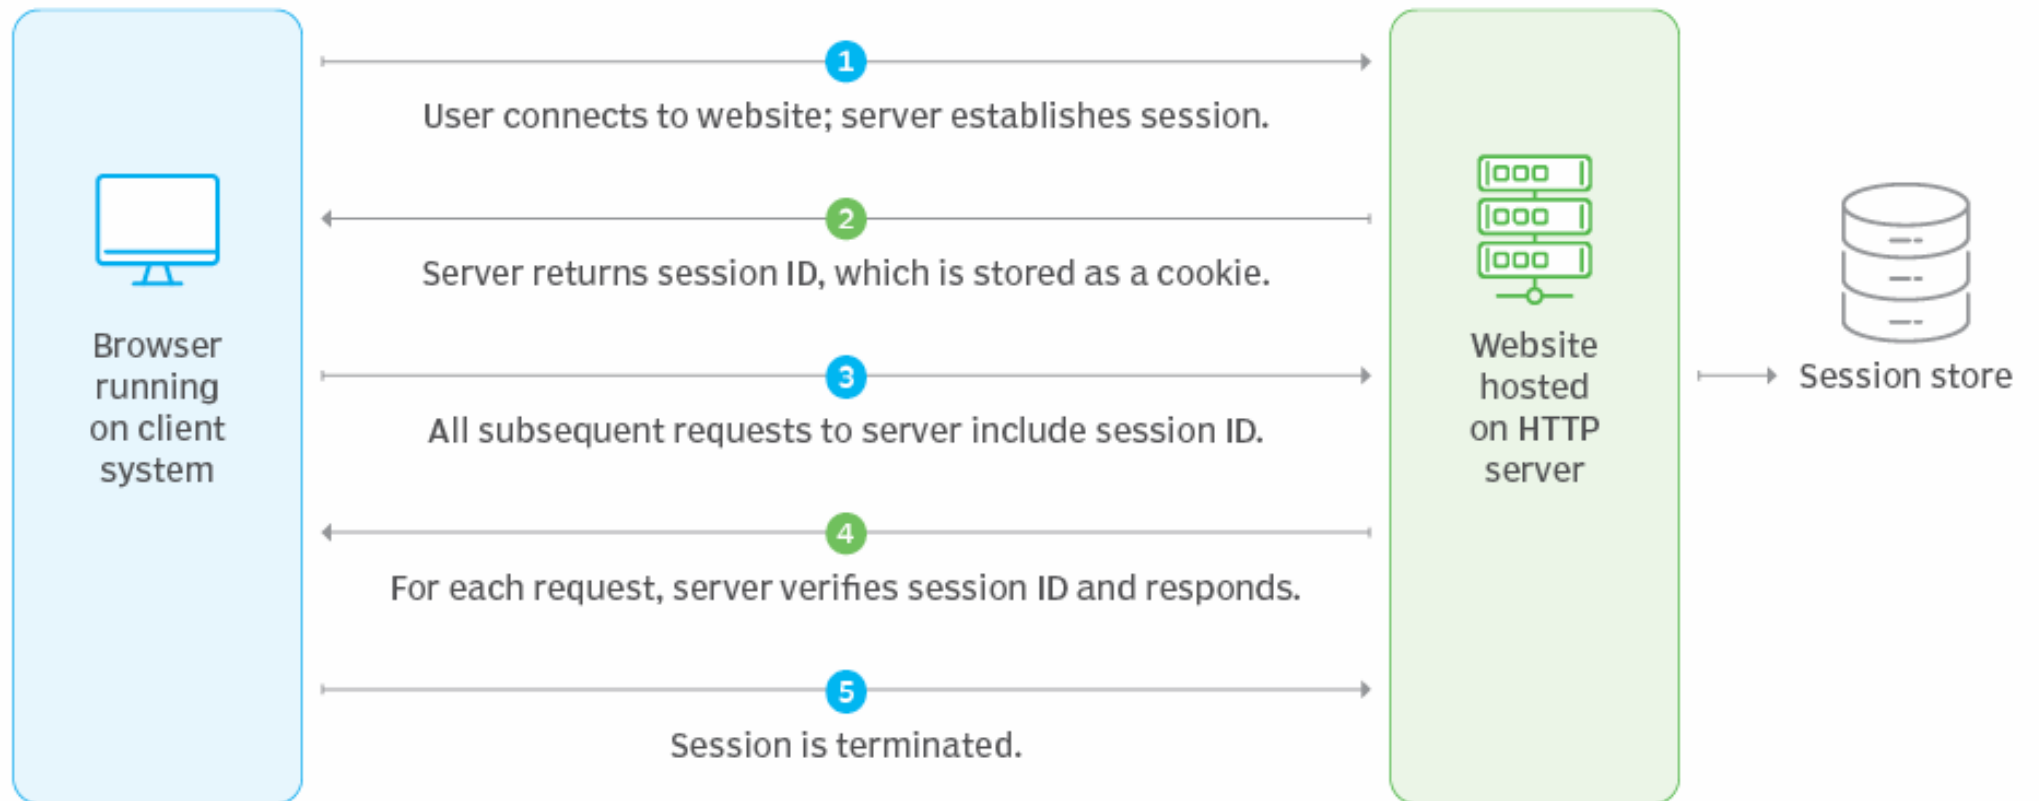 1
User connects to website; server establishes session.
2
Server returns session ID, which is stored as a cookie.
Browser
running
on client
system
3
All subsequent requests to server include session ID.
Website
hosted
on HTTP
server
Session store
4
For each request, server verifies session ID and responds.
5
Session is terminated.